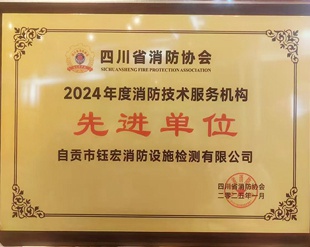 四川省消防协会
SICHUANSHENG FIRE PROTECTION ASSOCIATION
2024年度消防技术服务机构
先进单位
自贡市钰宏消防设施检测有限公司
四川省消防协会
二零二五年一月